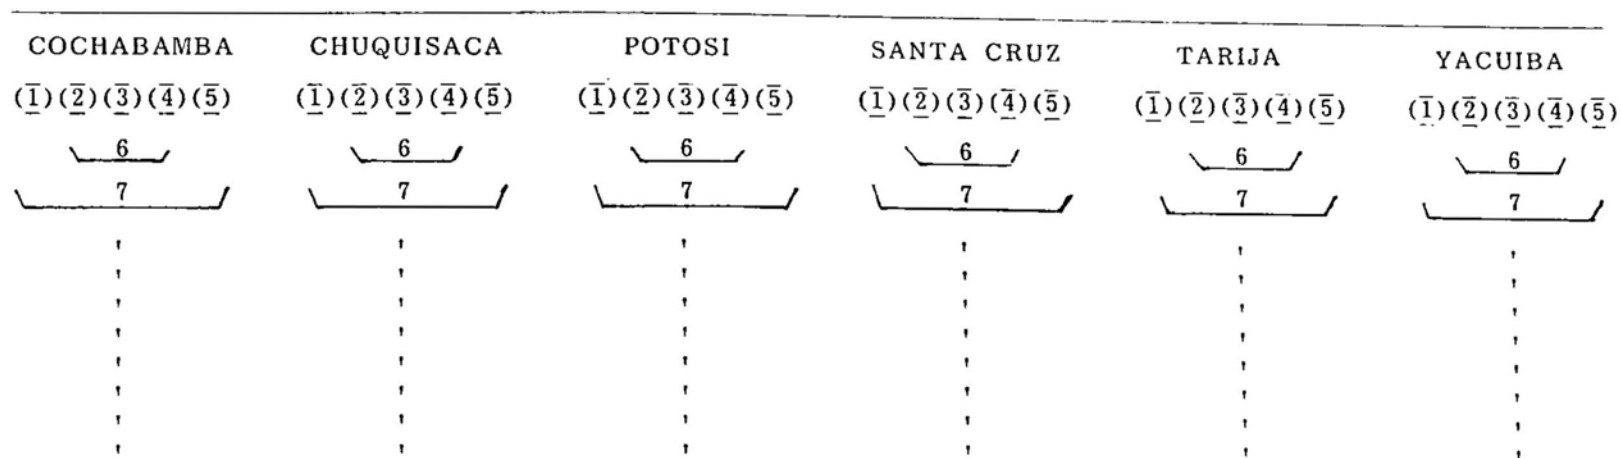 COCHABAMBA CHUQUISACA POTOSI SANTA CRUZ TARIJA YACUIBA
(1)(2)(3)(4)(5) (1)(2)(3)(4)(5) (1)(2)(3)(4)(5) (1)(2)(3)(4)(5) (1)(2)(3)(4)(5) (1)(2)(3)(4)(5)
6 6 6 6 6 6
7 7 7 7 7 7